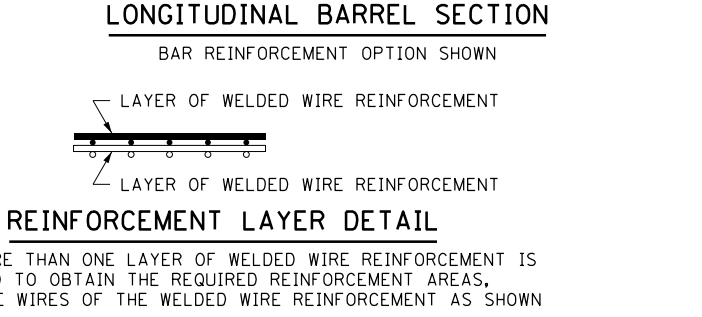 LONGITUDINAL BARREL SECTION
BAR REINFORCEMENT OPTION SHOWN
LAYER OF WELDED WIRE REINFORCEMENT
LAYER OF WELDED WIRE REINFORCEMENT
REINFORCEMENT LAYER DETAIL
THAN ONE LAYER OF WELDED WIRE REINFORCEMENT IS
TO OBTAIN THE REQUIRED REINFORCEMENT AREAS,
WIRES OF THE WELDED WIRE REINFORCEMENT AS SHOWN